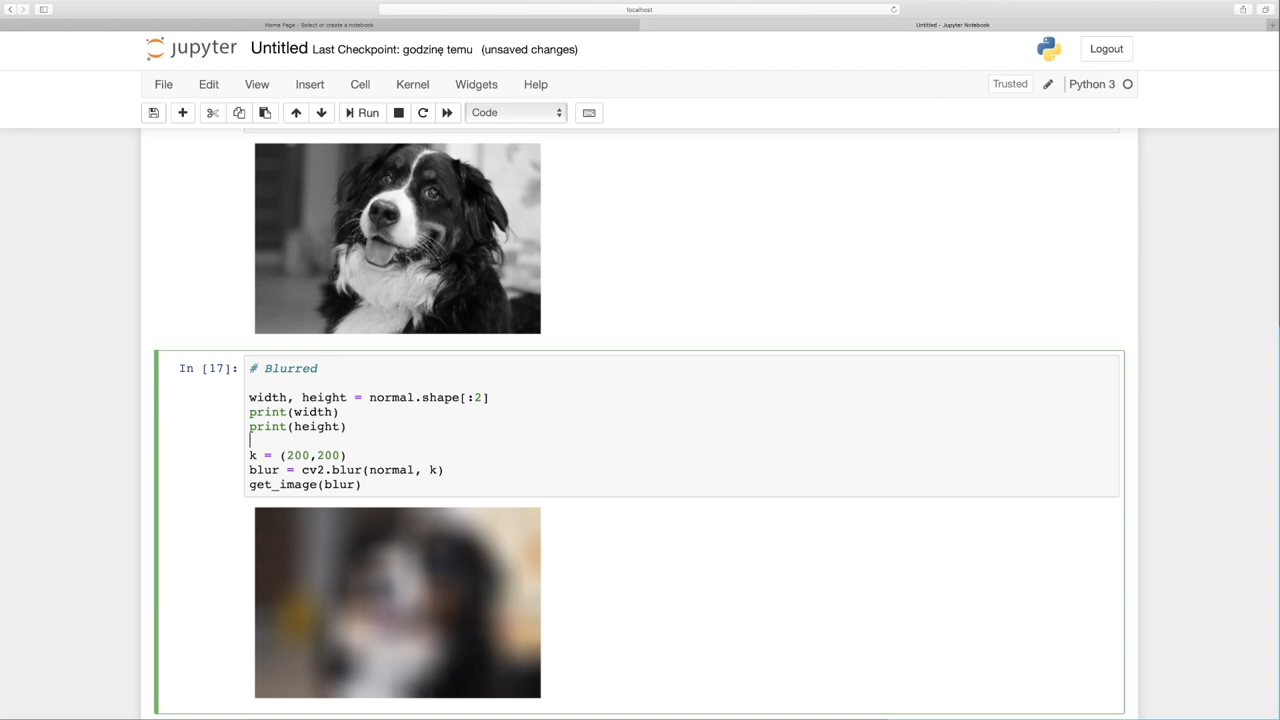 localhost
Home Page - Select or create a notebook
Untitled - Jupyter Notebook
jupyter Untitled Last Checkpoint: godzinę temu (unsaved changes)
Logout
File Edit View Insert Cell Kernel Widgets Help
Trusted Python 3
Run Code
In [17]: # Blurred
width, height = normal.shape[:2]
print(width)
print(height)
k = (200,200)
blur = cv2.blur(normal, k)
get_image(blur)